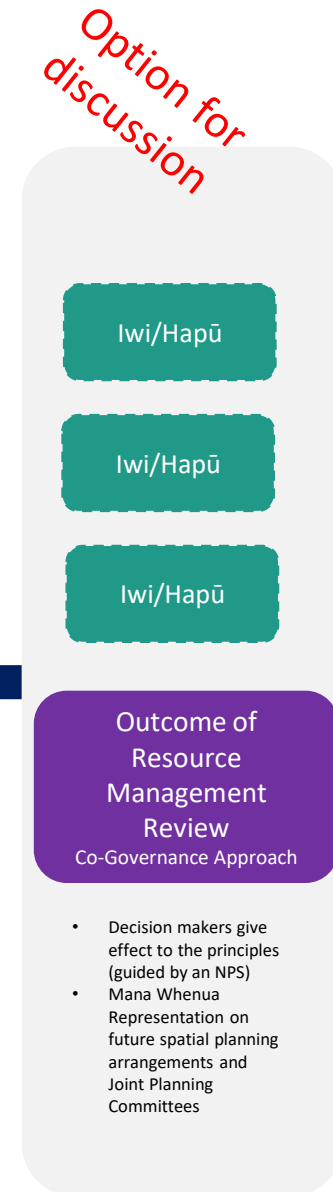 Option for
discussion
Iwi/Hapū
Iwi/Hapū
Iwi/Hapū
Outcome of
Resource
Management
Review
Co-Governance Approach
• Decision makers give
effect to the principles
(guided by an NPS)
• Mana Whenua
Representation on
future spatial planning
arrangements and
Joint Planning
Committees